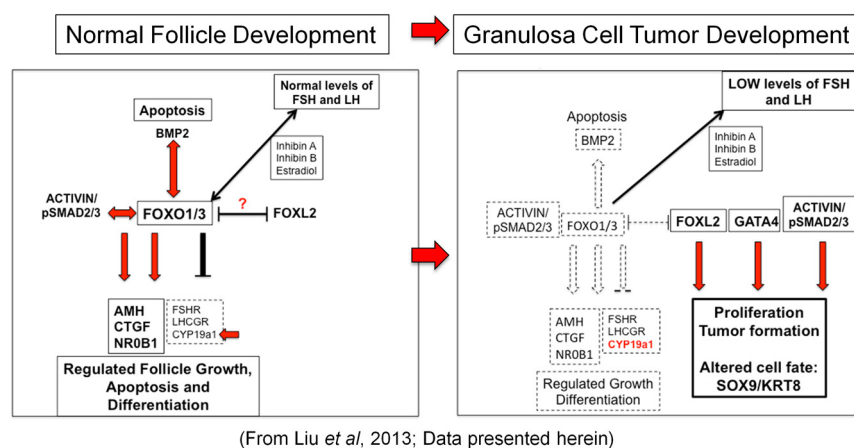 Normal Follicle Development
Granulosa Cell Tumor Development
Normal levels of
FSH and LH
Apoptosis
BMP2
Inhibin A
Inhibin B
Estradiol
?
ACTIVIN/
pSMAD2/3
FOXO1/3
FOXL2
AMH
CTGF
NR0B1
FSHR
LHCGR
CYP19a1
Regulated Follicle Growth,
Apoptosis and
Differentiation
LOW levels of FSH
and LH
Apoptosis
BMP2
Inhibin A
Inhibin B
Estradiol
ACTIVIN/
pSMAD2/3
FOXO1/3
FOXL2
GATA4
ACTIVIN/
pSMAD2/3
AMH
CTGF
NR0B1
FSHR
LHCGR
CYP19a1
Regulated Growth
Differentiation
Proliferation
Tumor formation
Altered cell fate:
SOX9/KRT8
(From Liu et al, 2013; Data presented herein)